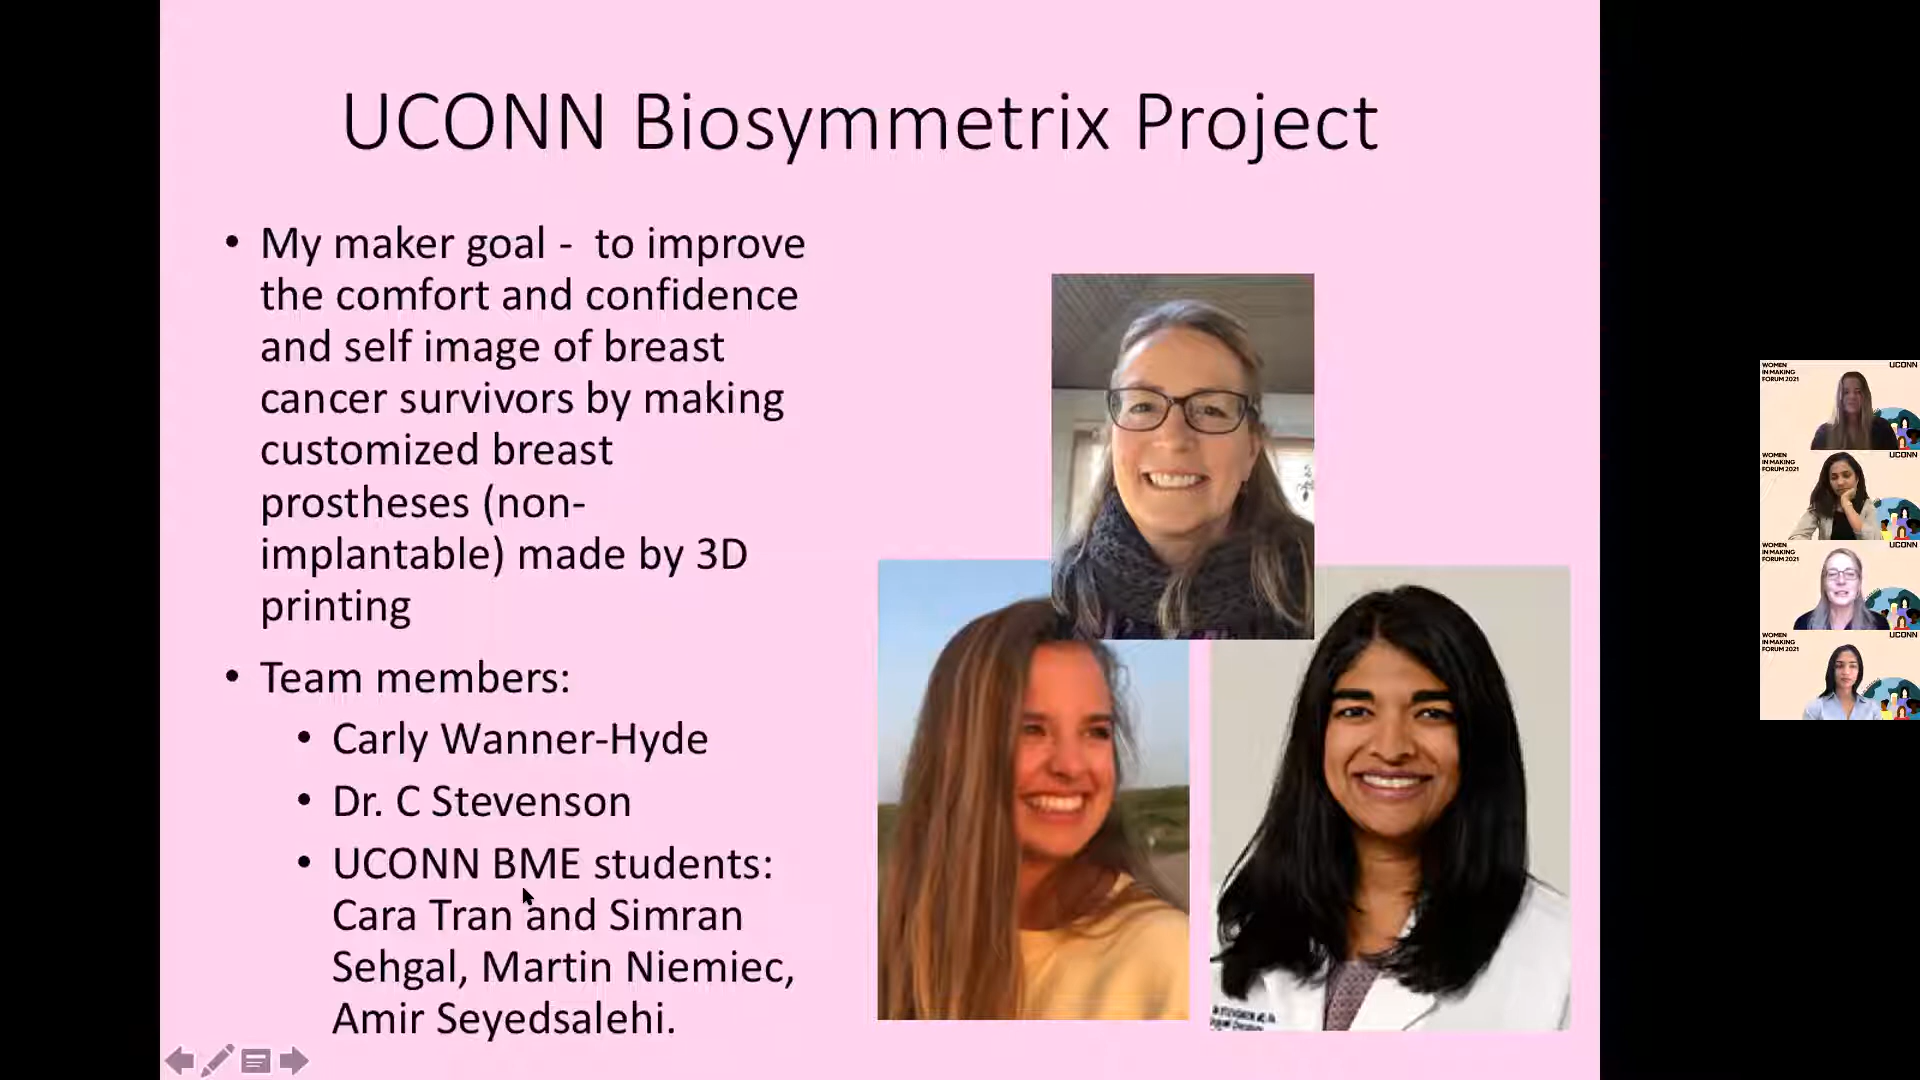 UCONN Biosymmetrix Project
• My maker goal -  to improve
the comfort and confidence
and self image of breast
cancer survivors by making
customized breast
prostheses (non-
implantable) made by 3D
printing
• Team members:
• Carly Wanner-Hyde
• Dr. C Stevenson
• UCONN BME students:
Cara Tran and Simran
Sehgal, Martin Niemiec,
Amir Seyedsalehi.
WOMEN
IN MAKING
FORUM 2021
UCONN
WOMEN
IN MAKING
FORUM 2021
UCONN
WOMEN
IN MAKING
FORUM 2021
UCONN
WOMEN
IN MAKING
FORUM 2021
UCONN